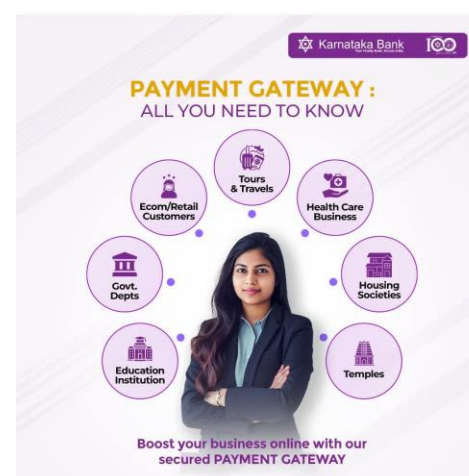 Karnataka Bank 100
PAYMENT GATEWAY :
ALL YOU NEED TO KNOW
Tours
& Travels
Ecom/Retail
Customers
Health Care
Business
Govt.
Depts
Housing
Societies
Education
Institution
Temples
Boost your business online with our
secured PAYMENT GATEWAY